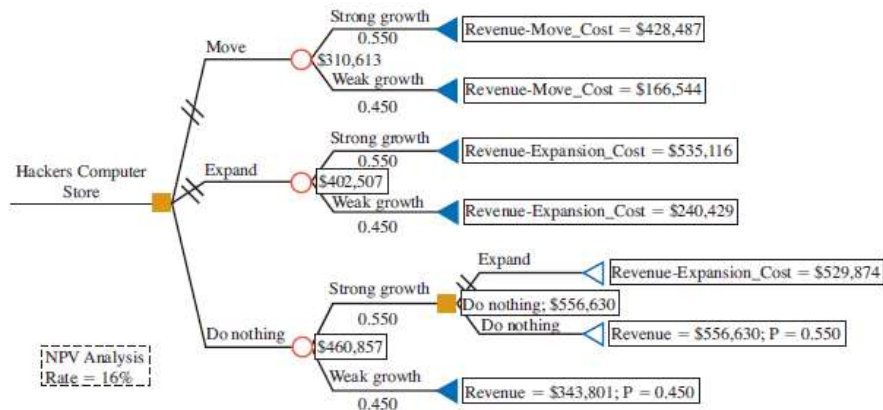 Strong growth
0.550
Revenue-Move_Cost = $428,487
Move
$310,613
Weak growth
0.450
Revenue-Move_Cost = $166,544
Strong growth
0.550
Revenue-Expansion_Cost = $535,116
Hackers Computer
Store
Expand
$402,507
Weak growth
0.450
Revenue-Expansion_Cost = $240,429
Expand
Revenue-Expansion_Cost = $529,874
Strong growth
0.550
Do nothing; $556,630
Do nothing
Revenue = $556,630; P = 0.550
Do nothing
$460,857
NPV Analysis
Rate = 16%
Weak growth
0.450
Revenue = $343,801; P = 0.450